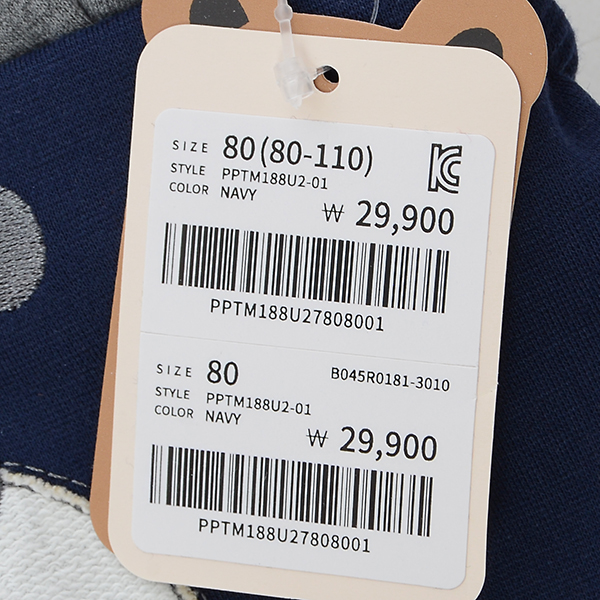 SIZE 80(80-110)
STYLE PPTM188U2-01
COLOR NAVY
₩ 29,900
PPTM188U27808001
SIZE 80 B045R0181-3010
STYLE PPTM188U2-01
COLOR NAVY
₩ 29,900
PPTM188U27808001